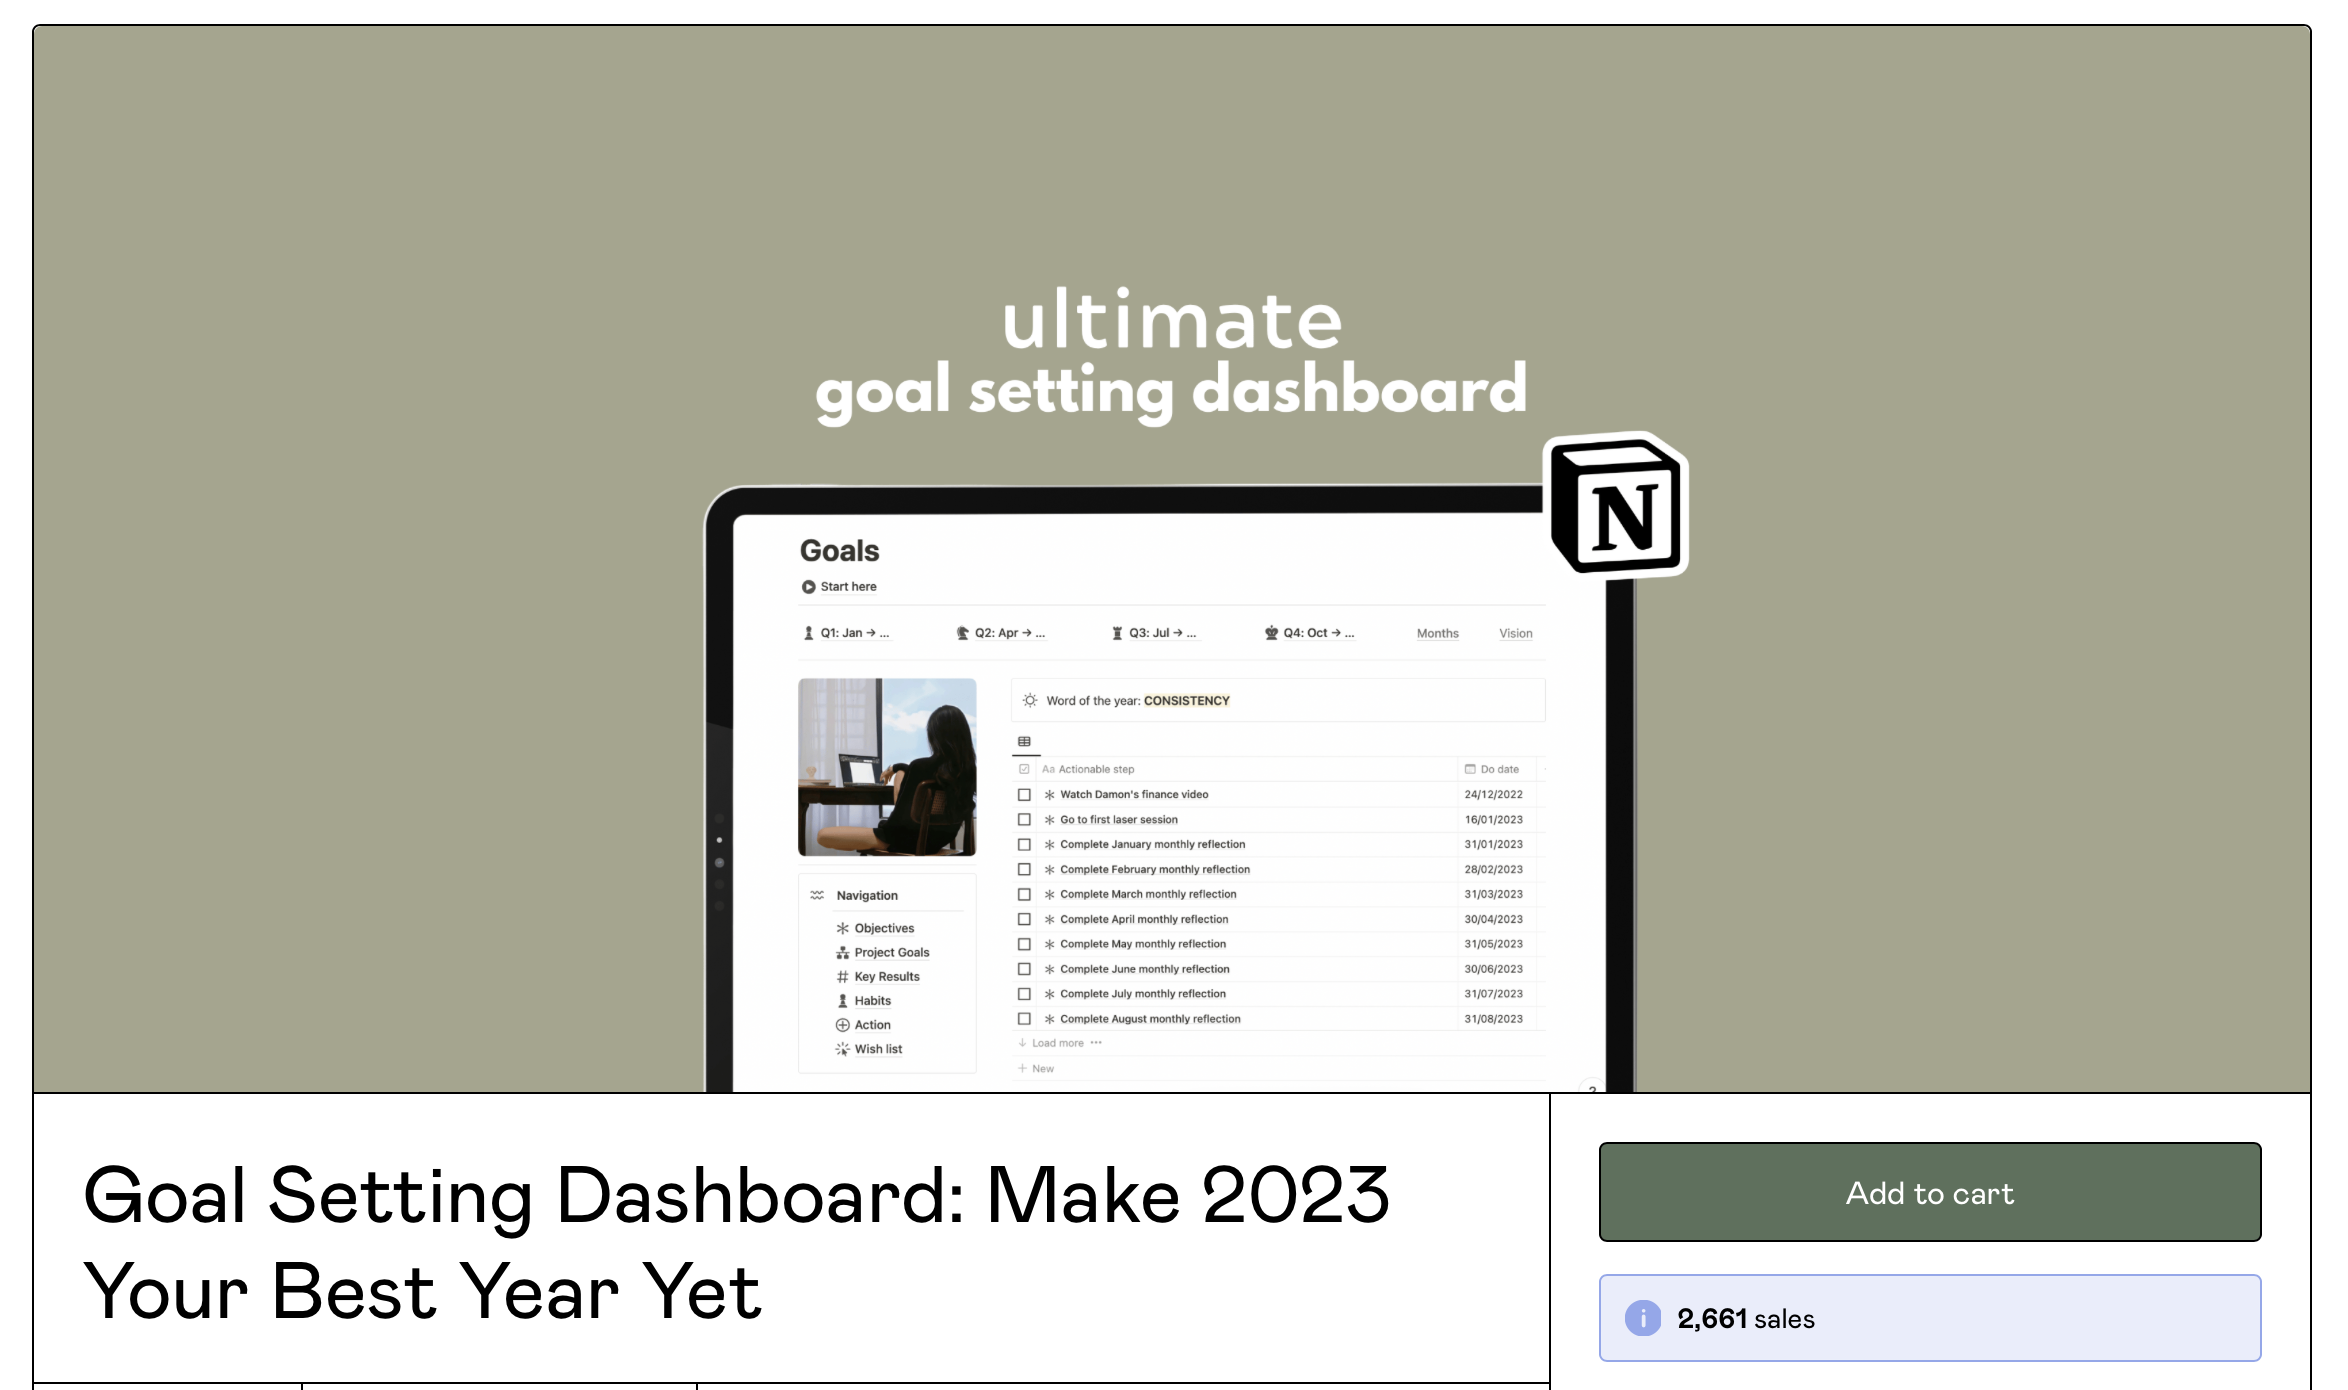 ultimate
goal setting dashboard
N
Goals
Start here
Q1: Jan → ...
Q2: Apr → ...
Q3: Jul → ...
Q4: Oct → ...
Months
Vision
Word of the year: CONSISTENCY
Aa Actionable step
Do date
Watch Damon's finance video 24/12/2022
Go to first laser session 16/01/2023
Complete January monthly reflection 31/01/2023
Complete February monthly reflection 28/02/2023
Complete March monthly reflection 31/03/2023
Complete April monthly reflection 30/04/2023
Complete May monthly reflection 31/05/2023
Complete June monthly reflection 30/06/2023
Complete July monthly reflection 31/07/2023
Complete August monthly reflection 31/08/2023
↓ Load more ...
+ New
Navigation
Objectives
Project Goals
Key Results
Habits
Action
Wish list
?
Goal Setting Dashboard: Make 2023
Your Best Year Yet
Add to cart
i 2,661 sales